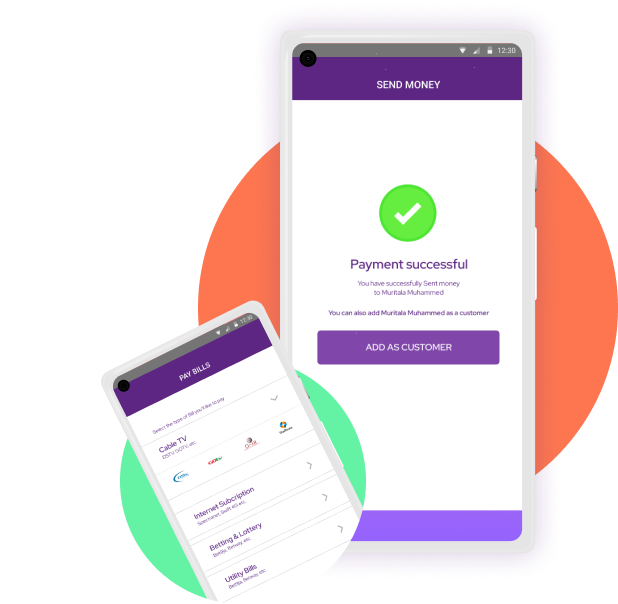 12:30
SEND MONEY
Payment successful
You have successfully Sent money
to Muritala Muhammed
You can also add Muritala Muhammed as a customer
ADD AS CUSTOMER
12:30
PAY BILLS
Select the type of Bill you'll like to pay
Cable TV
DSTV, GOTV, etc.
Internet Subcription
Spectranet, Swift 4G etc.
Betting & Lottery
Bet9ja, Betway, etc.
Utility Bills
Bet9ja, Betway, etc.